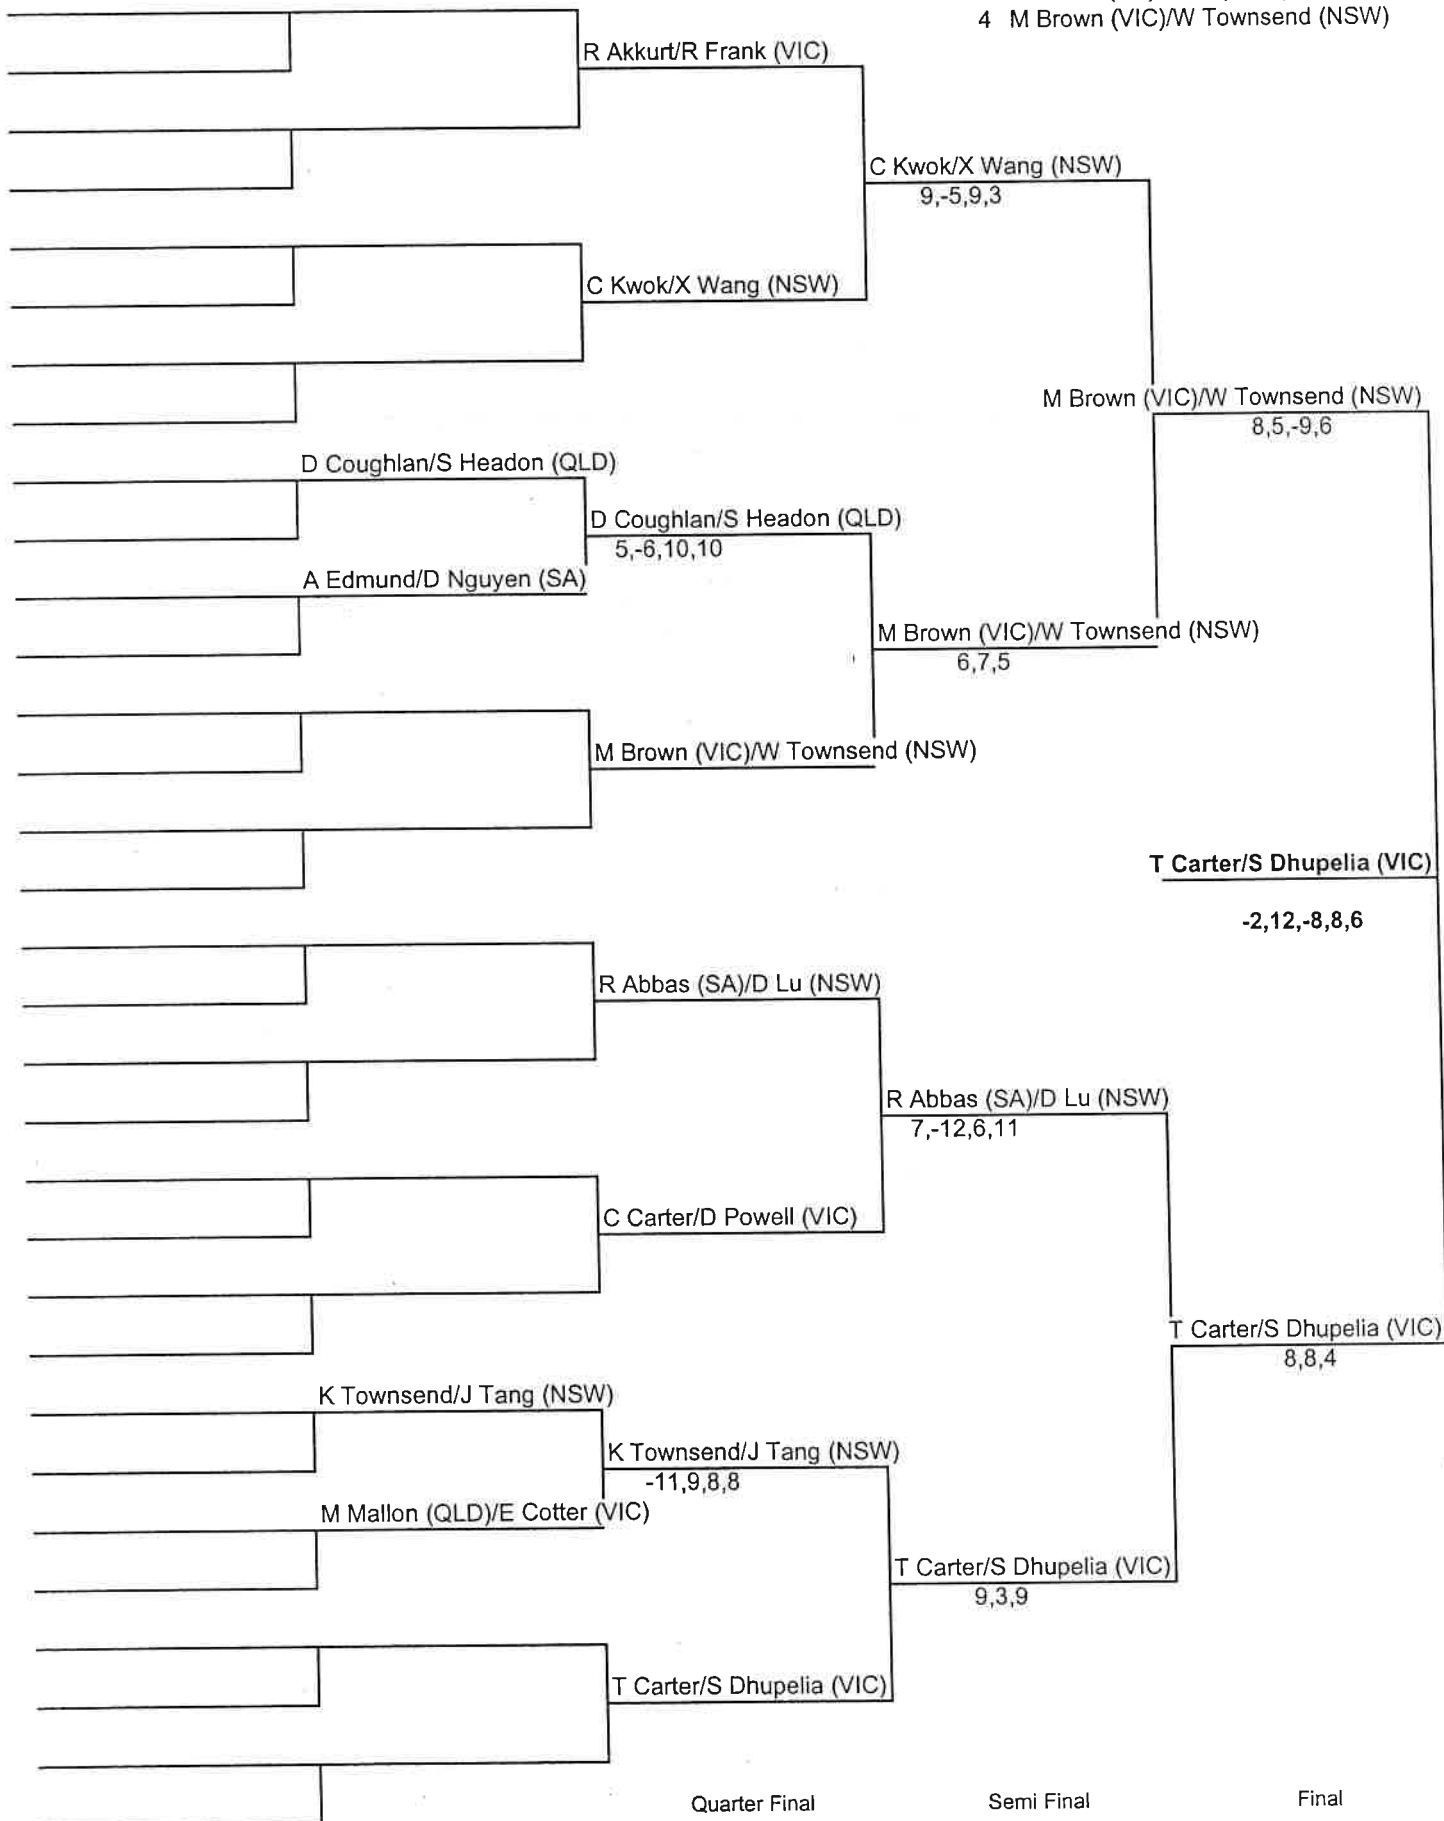 4 M Brown (VIC)/W Townsend (NSW)
R Akkurt/R Frank (VIC)
C Kwok/X Wang (NSW)
9,-5,9,3
C Kwok/X Wang (NSW)
M Brown (VIC)/W Townsend (NSW)
8,5,-9,6
D Coughlan/S Headon (QLD)
D Coughlan/S Headon (QLD)
5,-6,10,10
A Edmund/D Nguyen (SA)
M Brown (VIC)/W Townsend (NSW)
6,7,5
M Brown (VIC)/W Townsend (NSW)
T Carter/S Dhupelia (VIC)
-2,12,-8,8,6
R Abbas (SA)/D Lu (NSW)
R Abbas (SA)/D Lu (NSW)
7,-12,6,11
C Carter/D Powell (VIC)
T Carter/S Dhupelia (VIC)
8,8,4
K Townsend/J Tang (NSW)
K Townsend/J Tang (NSW)
-11,9,8,8
M Mallon (QLD)/E Cotter (VIC)
T Carter/S Dhupelia (VIC)
9,3,9
T Carter/S Dhupelia (VIC)
Quarter Final Semi Final Final